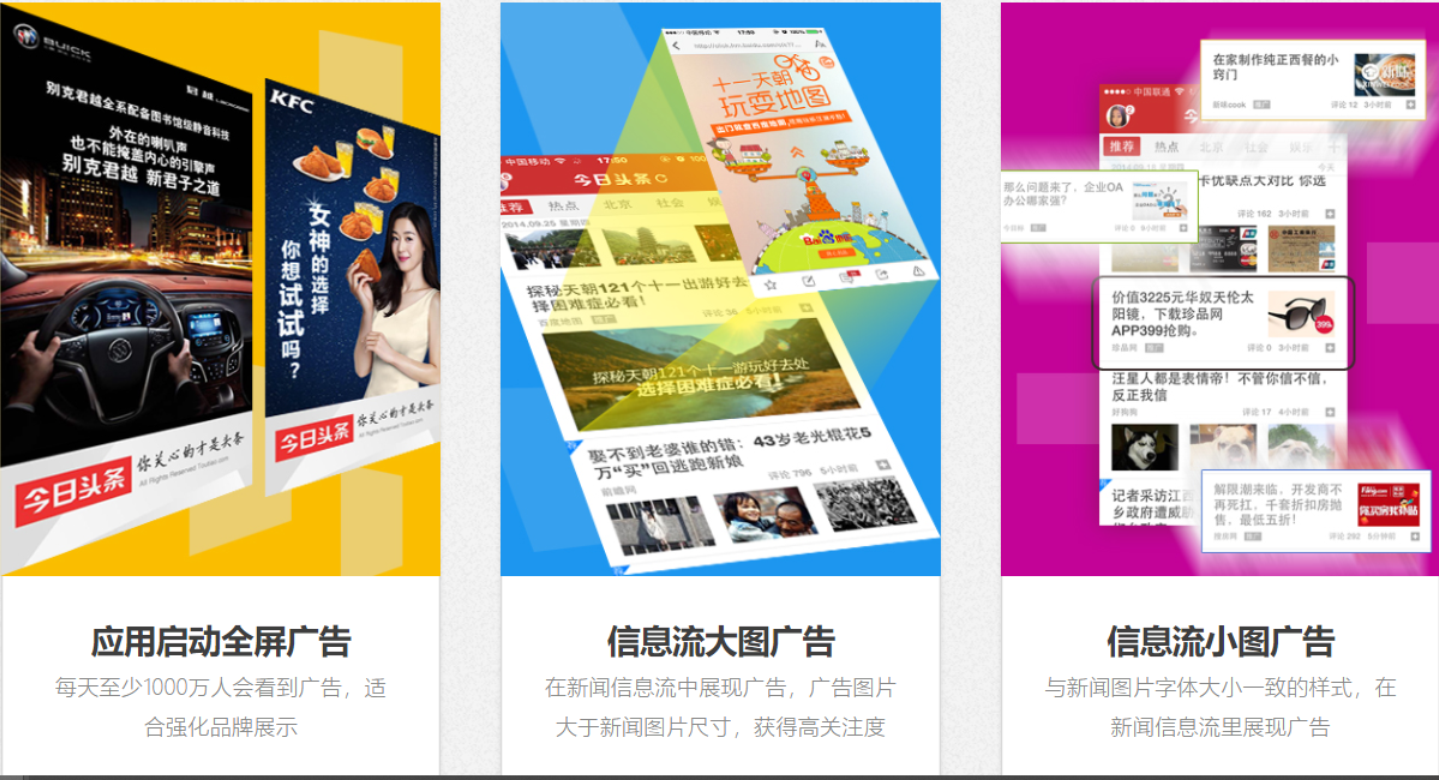 BUICK
君越 LACROSSE
别克君越全系配备图书馆级静音科技
外在的喇叭声
也不能掩盖内心的引擎声
别克君越 新君子之道
今日头条
你关心的才是头条
All Rights Reserved Toutiao.com
KFC
女神的选择
你想试试吗？
今日头条
你关心的才是头条
All Rights Reserved Toutiao.com
应用启动全屏广告
每天至少1000万人会看到广告，适
合强化品牌展示
17:50
十一天朝
玩耍地图
Bai
中国移动
17:50
今日头条
推荐
热点
北京
社会
2014.09.25 星期四
探秘天朝121个十一出游好去
择困难症必看！
百度地图 推广
评论 36
5小时前
探秘天朝121个十一游玩好去处
选择困难症必看！
娶不到老婆谁的错：43岁老光棍花5
万“买”回逃跑新娘
前瞻网
评论 796
5小时前
信息流大图广告
在新闻信息流中展现广告，广告图片
大于新闻图片尺寸，获得高关注度
在家制作纯正西餐的小
窍门
新味cook 推广
评论 12
3小时前
中国联通
推荐
热点
北京
社会
娱乐
今天
那么问题来了，企业OA
办公哪家强？
今目标 推广
评论 0
卡优缺点大对比 你选
评论 162
3小时前
价值3225元华奴天伦太
阳镜，下载珍品网
APP399抢购。
珍品网 推广
评论 0
3小时前
399
汪星人都是表情帝！不管你信不信，
反正我信
好狗狗
评论 17
4小时前
记者采访江西
乡政府遭威胁
解限潮来临，开发商不
再死扛，千套折扣房抛
售，最低五折！
搜房网 推广
评论 292
5分钟前
Fang.com
信息流小图广告
与新闻图片字体大小一致的样式，在
新闻信息流里展现广告